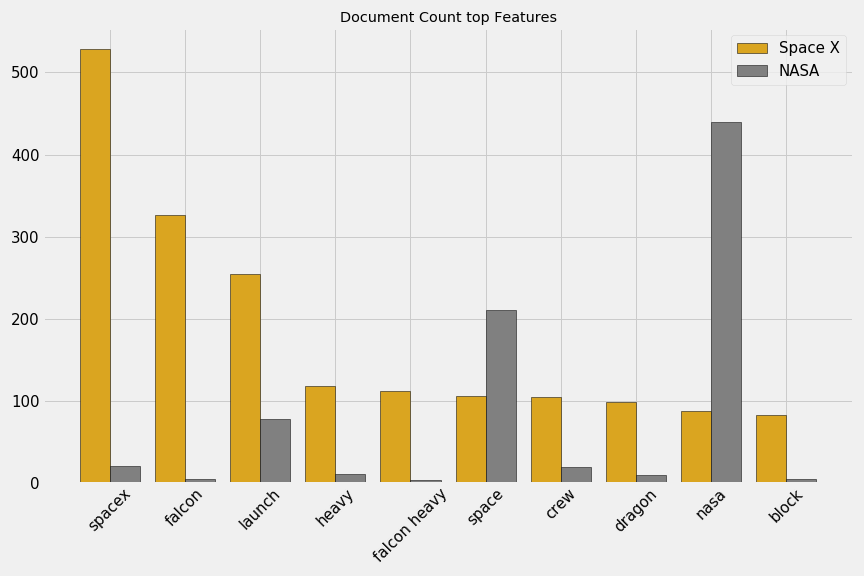 Document Count top Features
Space X
NASA
500
400
300
200
100
0
spacex
falcon
launch
heavy
falcon heavy
space
crew
dragon
nasa
block